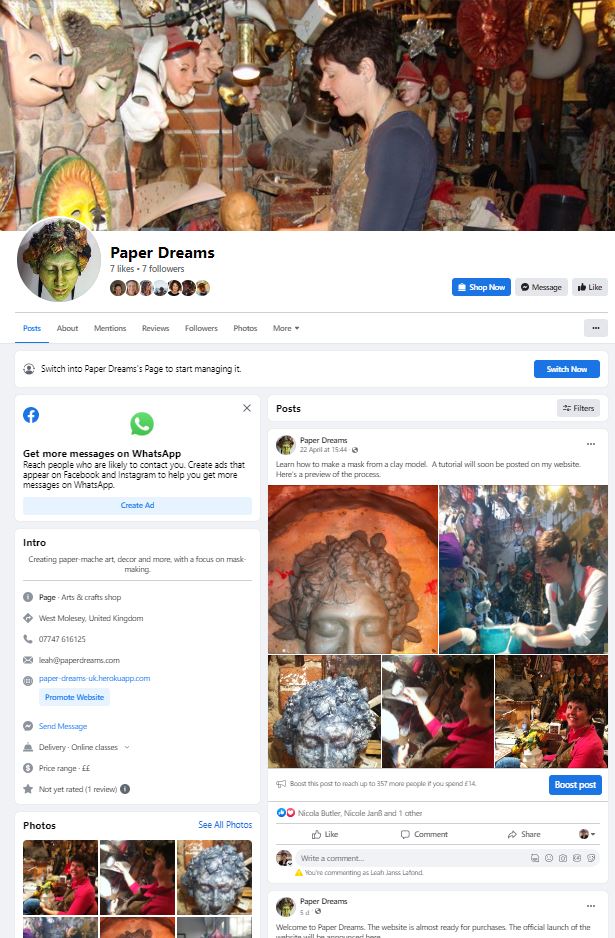 Paper Dreams
7 likes • 7 followers
Shop Now
Message
Like
Posts
About
Mentions
Reviews
Followers
Photos
More
Switch into Paper Dreams's Page to start managing it.
Switch Now
Get more messages on WhatsApp
Reach people who are likely to contact you. Create ads that
appear on Facebook and Instagram to help you get more
messages on WhatsApp.
Create Ad
Intro
Creating paper-mache art, decor and more, with a focus on mask-
making.
Page · Arts & crafts shop
West Molesey, United Kingdom
07747 616125
leah@paperdreams.com
paper-dreams-uk.herokuapp.com
Promote Website
Send Message
Delivery · Online classes
Price range · ££
Not yet rated (1 review)
Photos
See All Photos
Posts
Filters
Paper Dreams
22 April at 15:44 ·
Learn how to make a mask from a clay model. A tutorial will soon be posted on my website.
Here's a preview of the process.
Boost this post to reach up to 357 more people if you spend £14.
Boost post
Nicola Butler, Nicole Janß and 1 other
Like
Comment
Share
Write a comment...
You're commenting as Leah Janss Lafond.
Paper Dreams
5 d ·
Welcome to Paper Dreams. The website is almost ready for purchases. The official launch of the
website will be announced here.